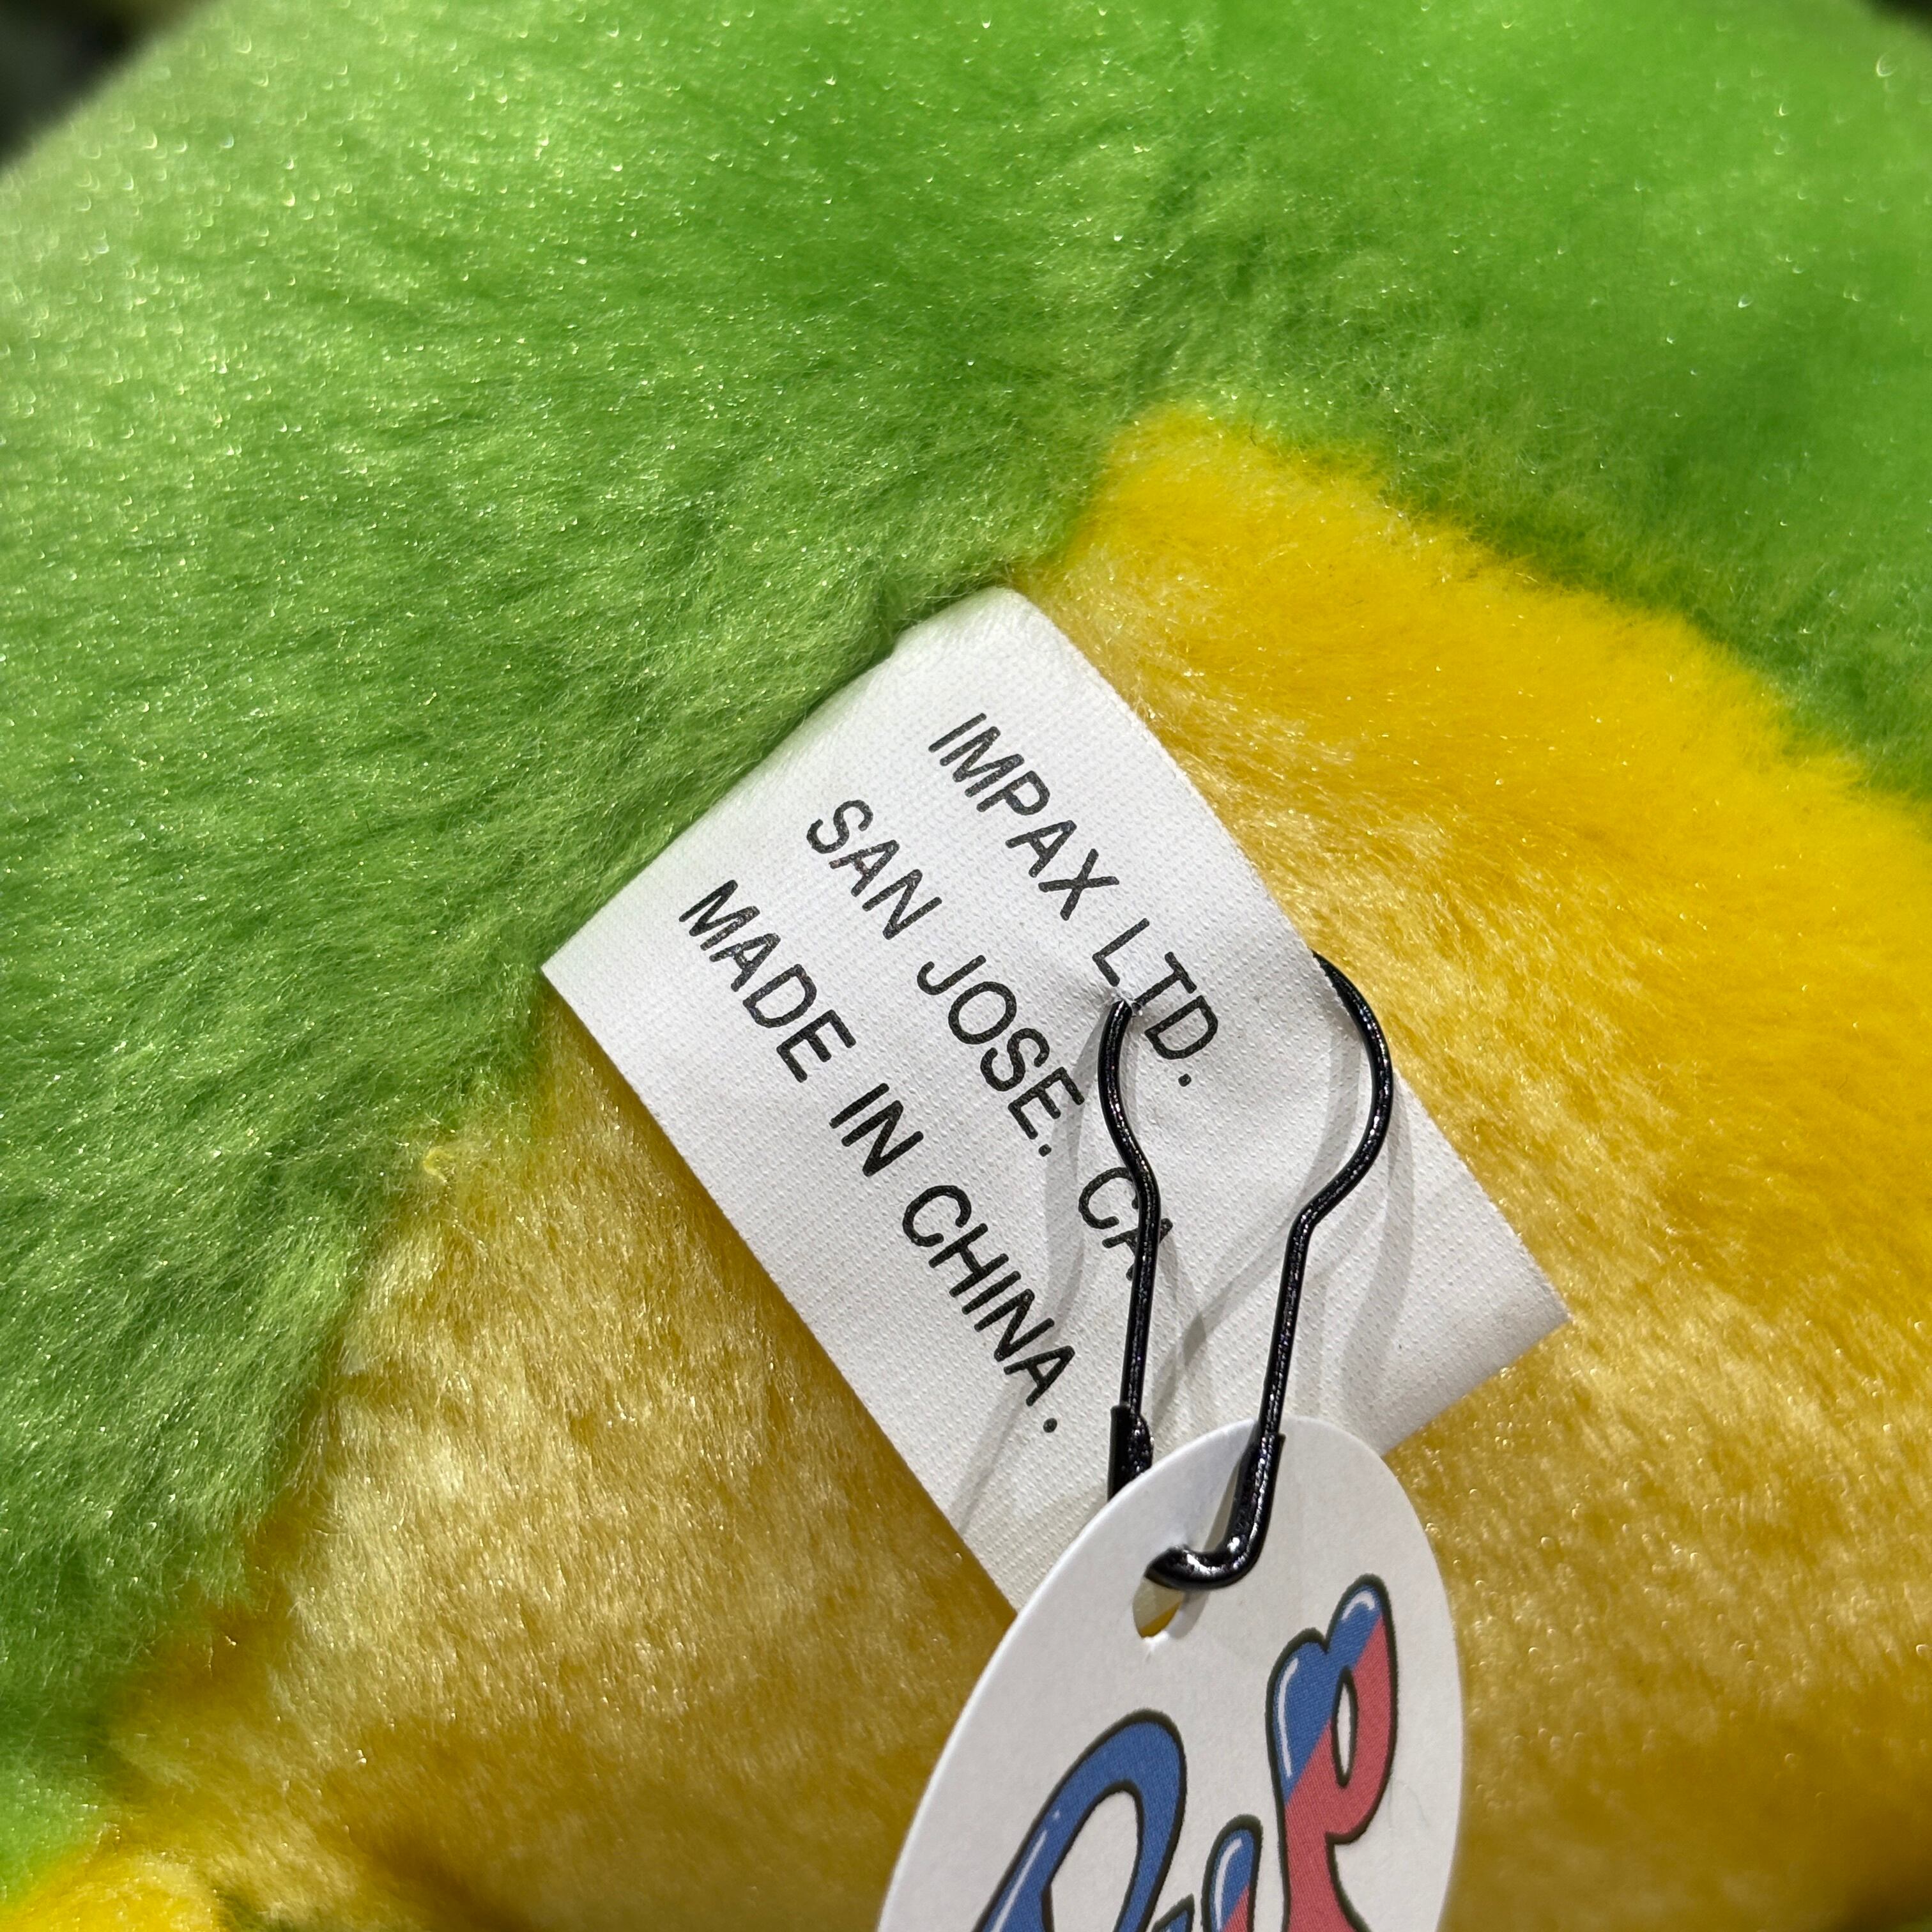 IMPAX LTD.
SAN JOSE. CA
MADE IN CHINA.